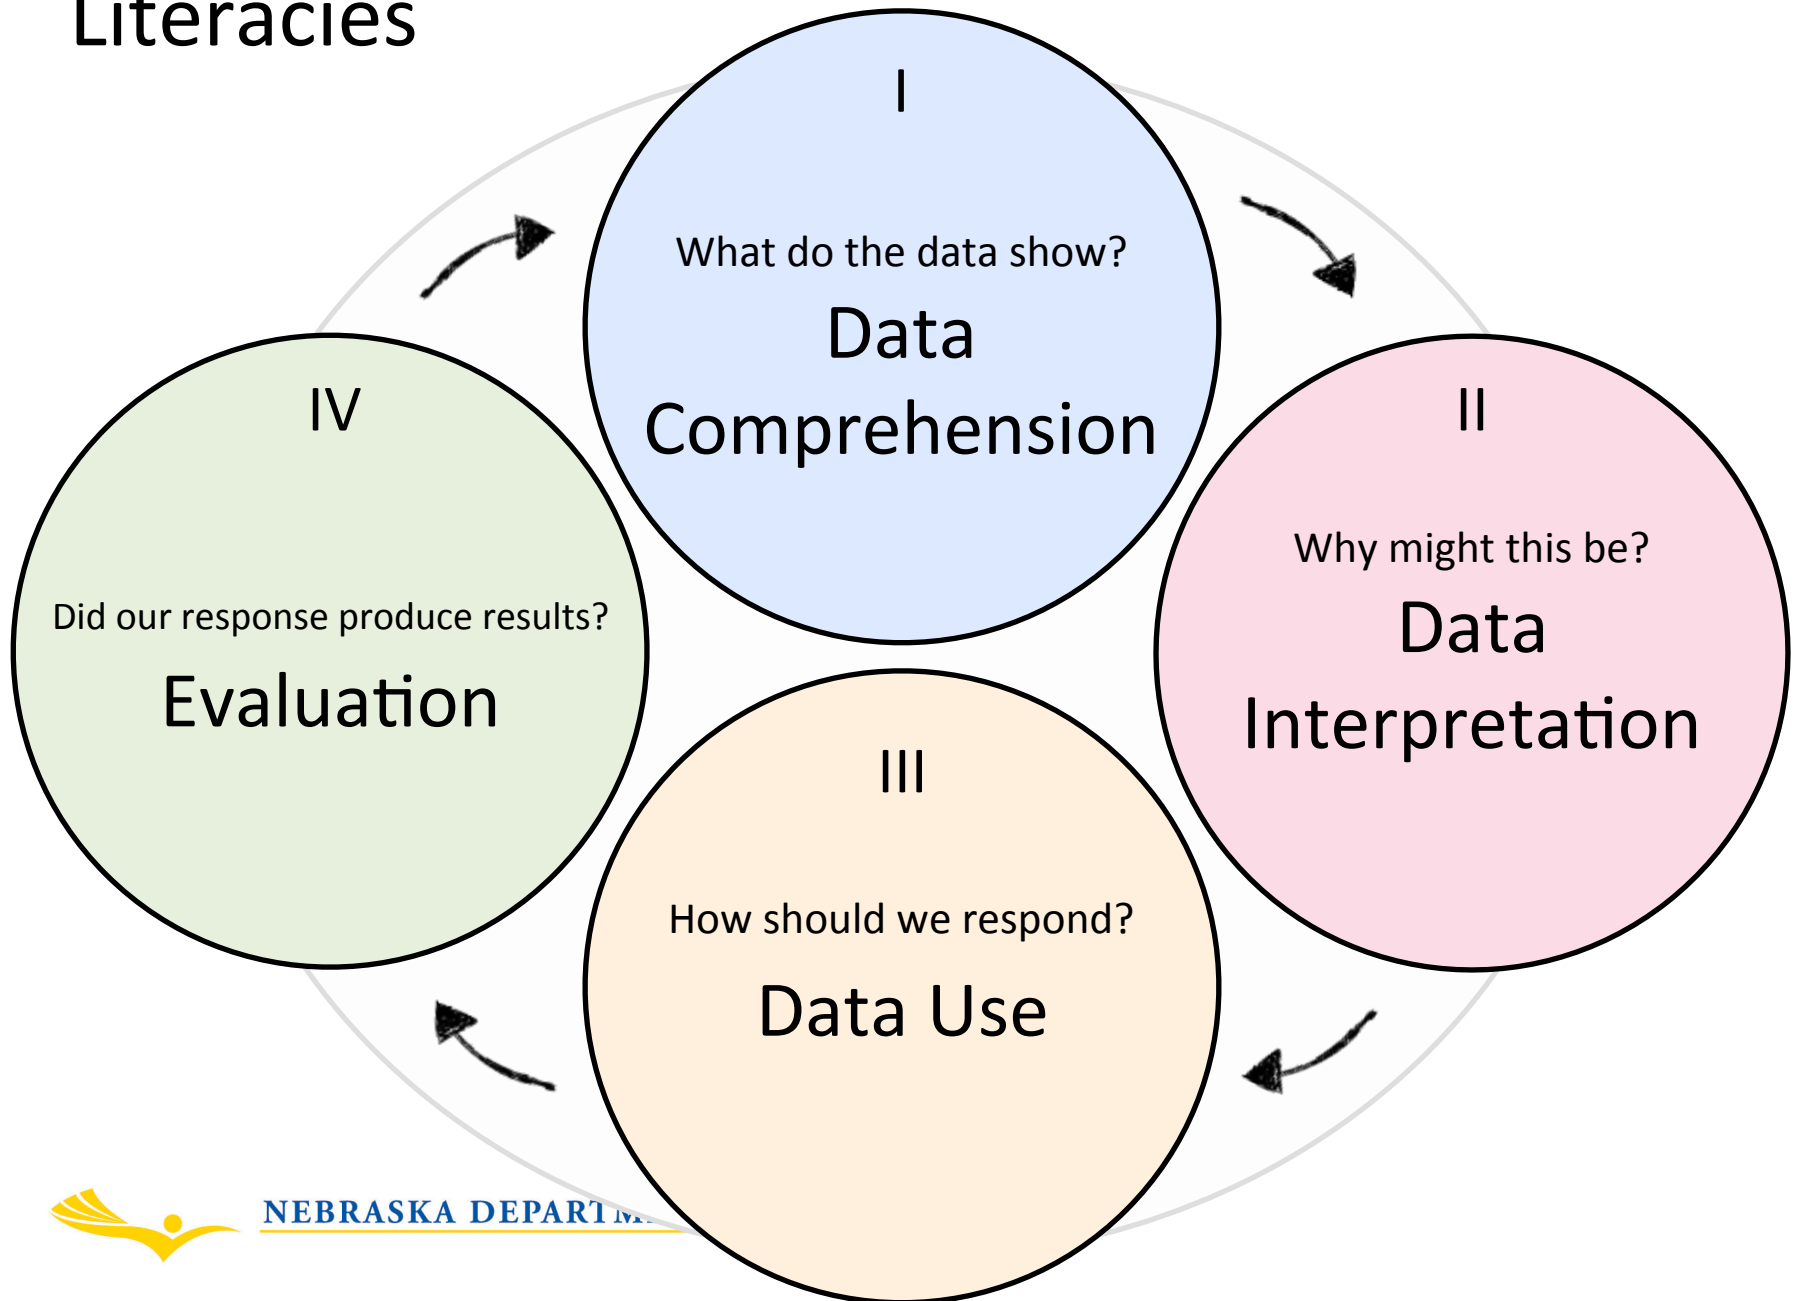 Literacies
I
What do the data show?
Data
Comprehension
II
Why might this be?
Data
Interpretation
III
How should we respond?
Data Use
IV
Did our response produce results?
Evaluation
NEBRASKA